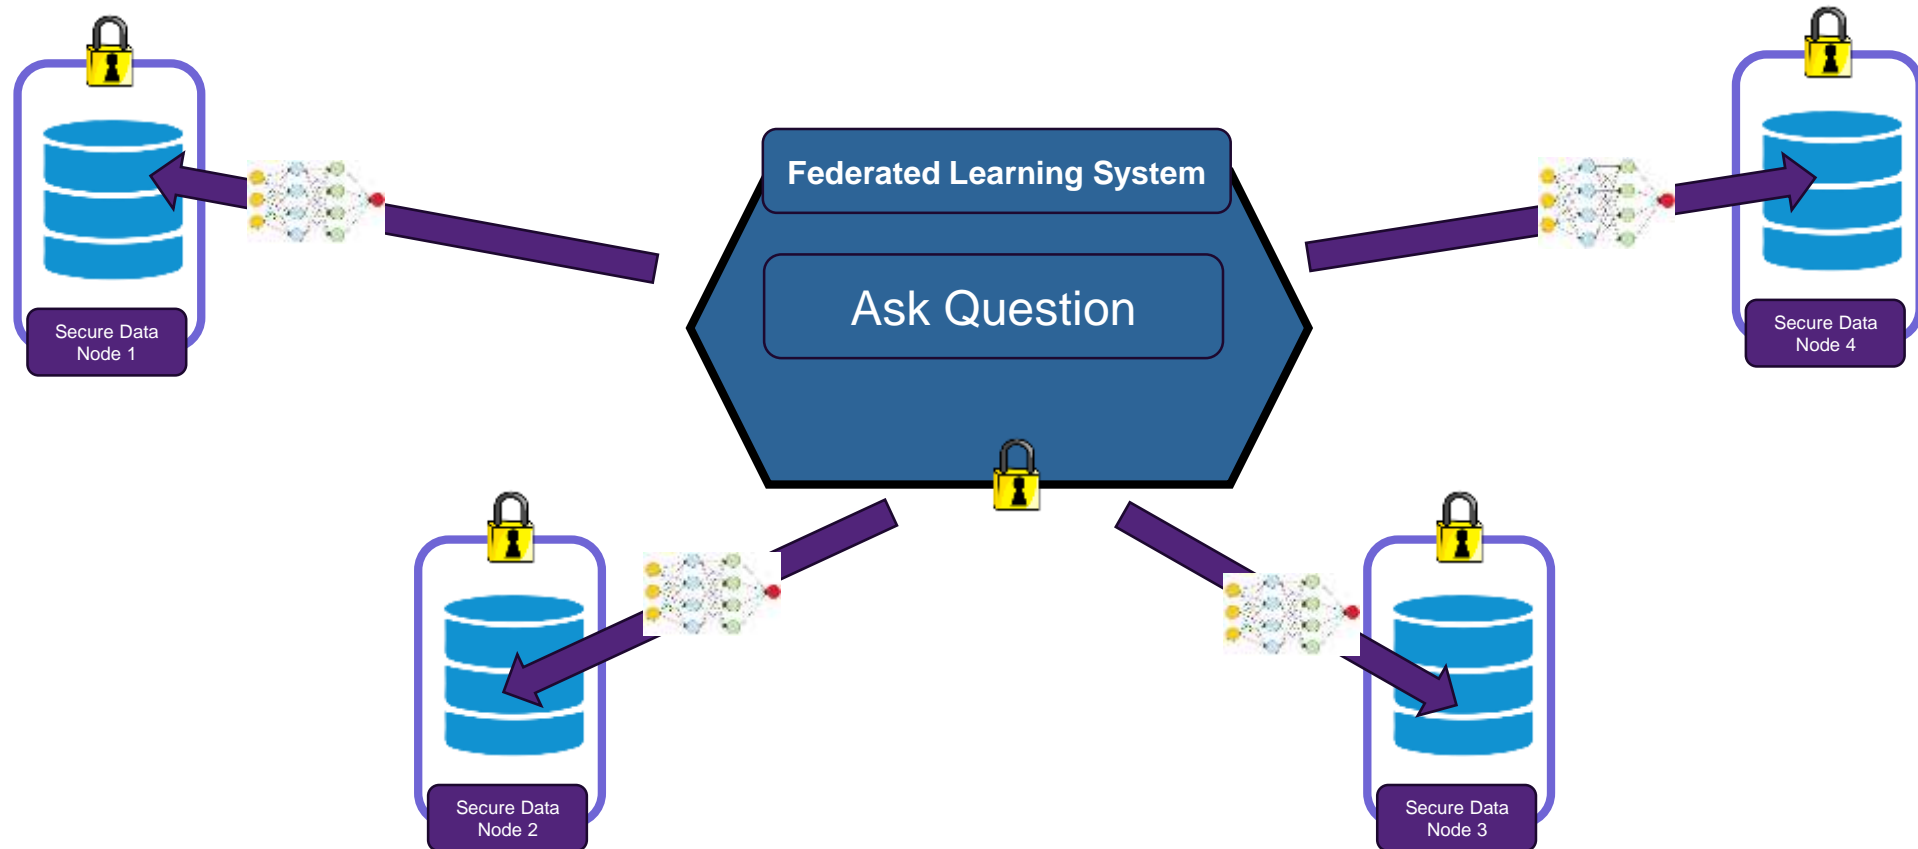 Federated Learning System
Ask Question
Secure Data
Node 1
Secure Data
Node 4
Secure Data
Node 2
Secure Data
Node 3